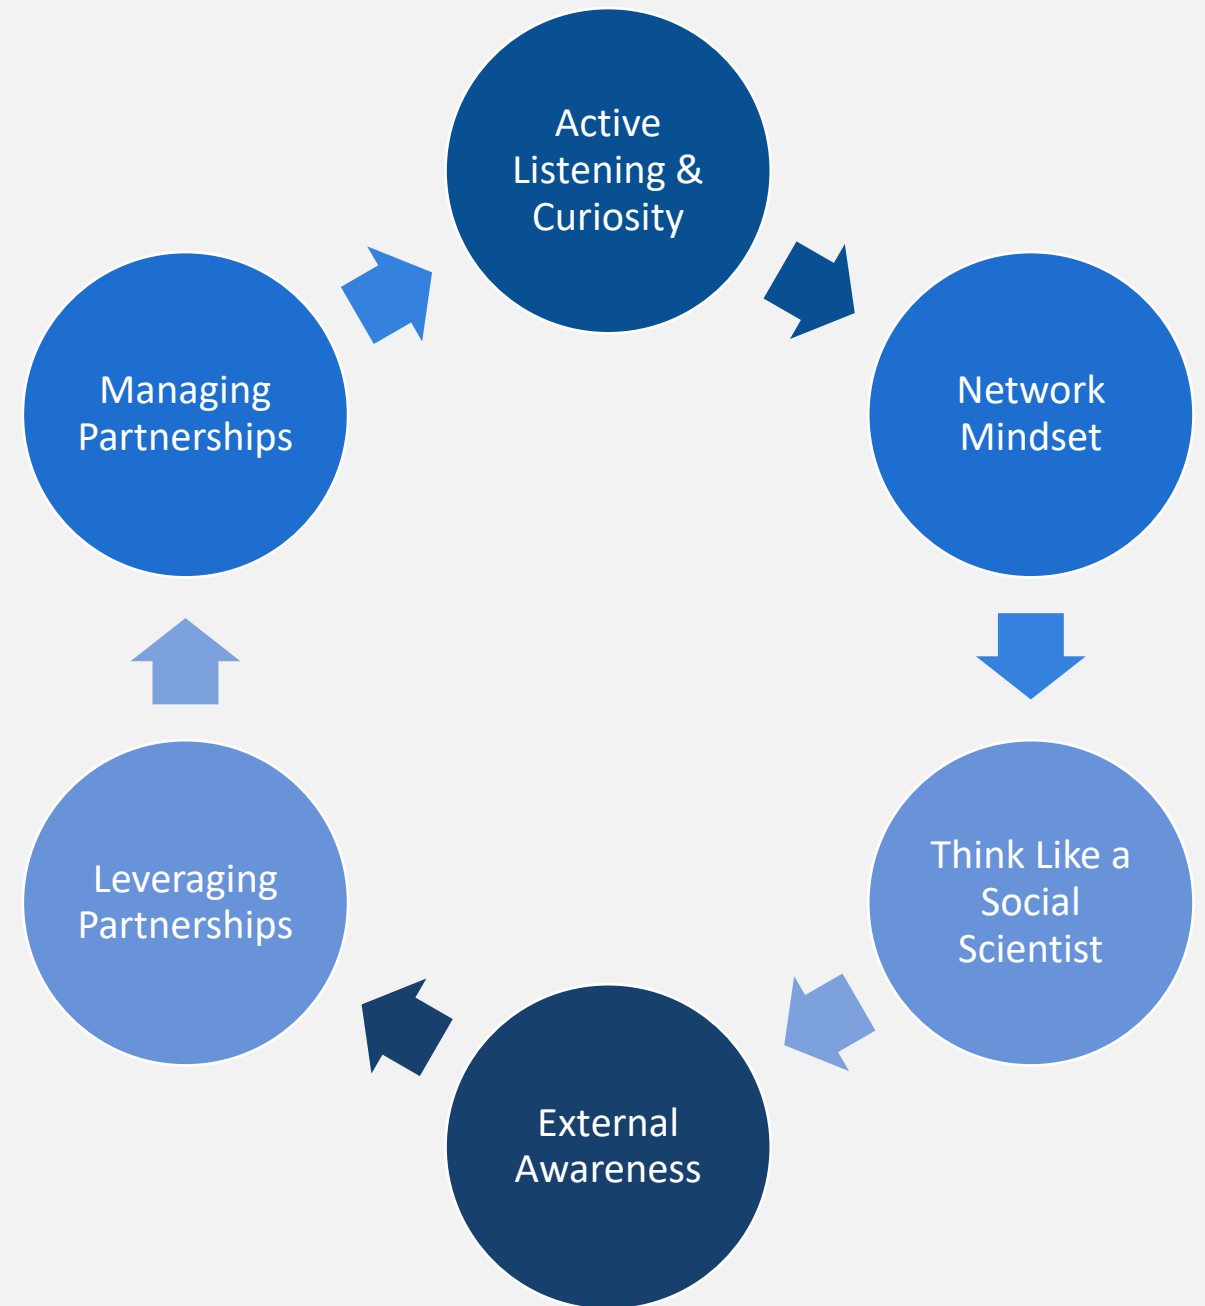 Active
Listening &
Curiosity
Network
Mindset
Think Like a
Social
Scientist
External
Awareness
Leveraging
Partnerships
Managing
Partnerships